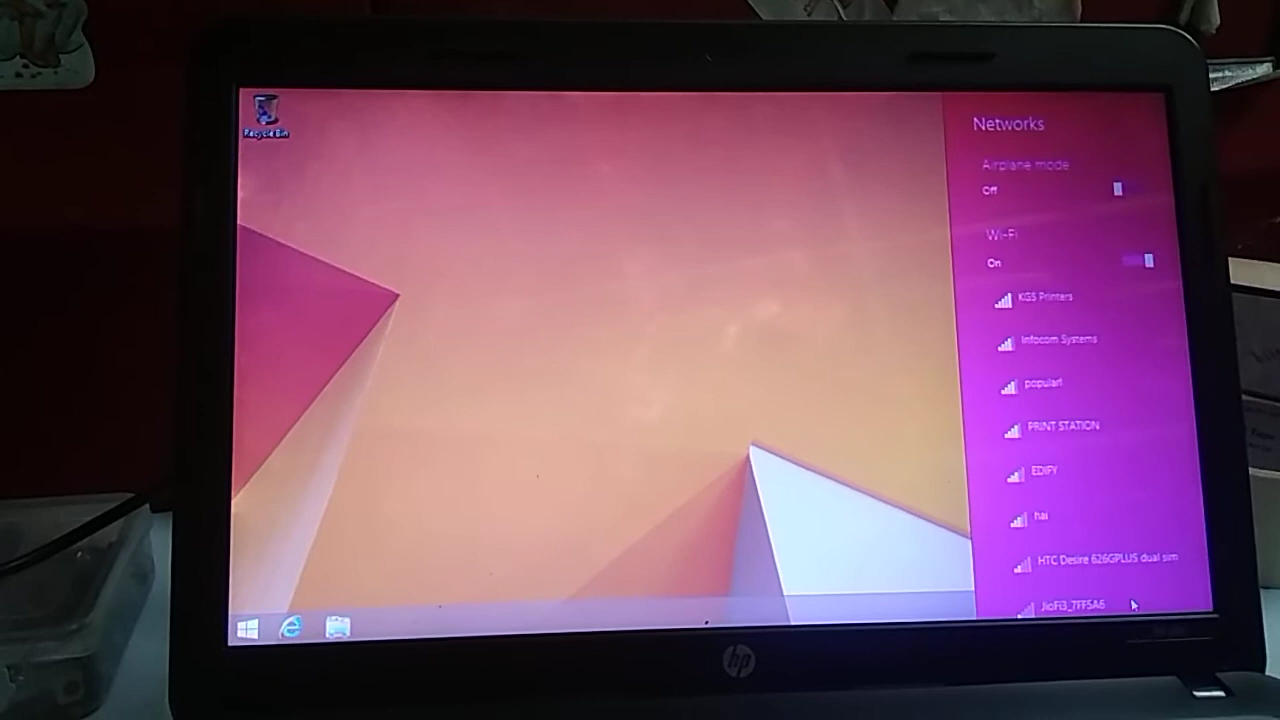 Recycle Bin
Networks
Airplane mode
Off
Wi-Fi
On
KGS Printers
Infocom Systems
popular1
PRINT STATION
EDIFY
hai
HTC Desire 626GPLUS dual sim
JioFi3_7FF5A6
hp